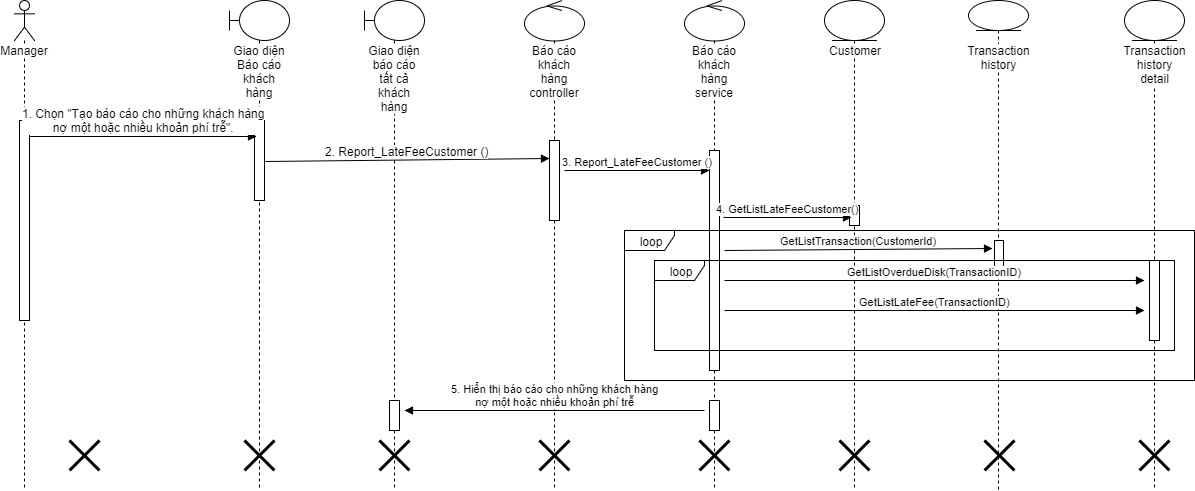 Manager
Giao diện
Báo cáo
khách
hàng
Giao diện
báo cáo
tất cả
khách
hàng
Báo cáo
khách
hàng
controller
Báo cáo
khách
hàng
service
Customer
Transaction
history
Transaction
history
detail
1. Chọn "Tạo báo cáo cho những khách hàng
nợ một hoặc nhiều khoản phí trễ".
2. Report_LateFeeCustomer ()
3. Report_LateFeeCustomer ()
4. GetListLateFeeCustomer()
loop
GetListTransaction(CustomerId)
loop
GetListOverdueDisk(TransactionID)
GetListLateFee(TransactionID)
5. Hiển thị báo cáo cho những khách hàng
nợ một hoặc nhiều khoản phí trễ